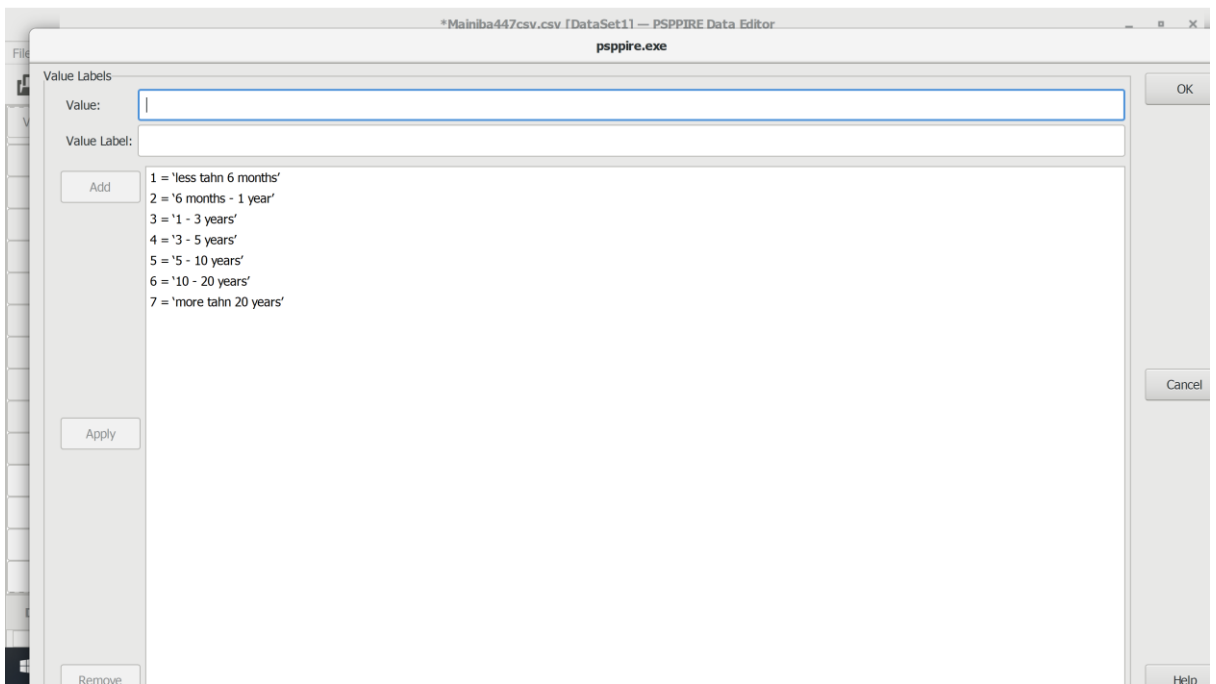 *Mainiba447csv.csv [DataSet1] — PSPPIRE Data Editor
psppire.exe
File
Value Labels
Value:
OK
Value Label:
Add
1 = ‘less tahn 6 months’
2 = ‘6 months - 1 year’
3 = ‘1 - 3 years’
4 = ‘3 - 5 years’
5 = ‘5 - 10 years’
6 = ‘10 - 20 years’
7 = ‘more tahn 20 years’
Cancel
Apply
Remove
Help